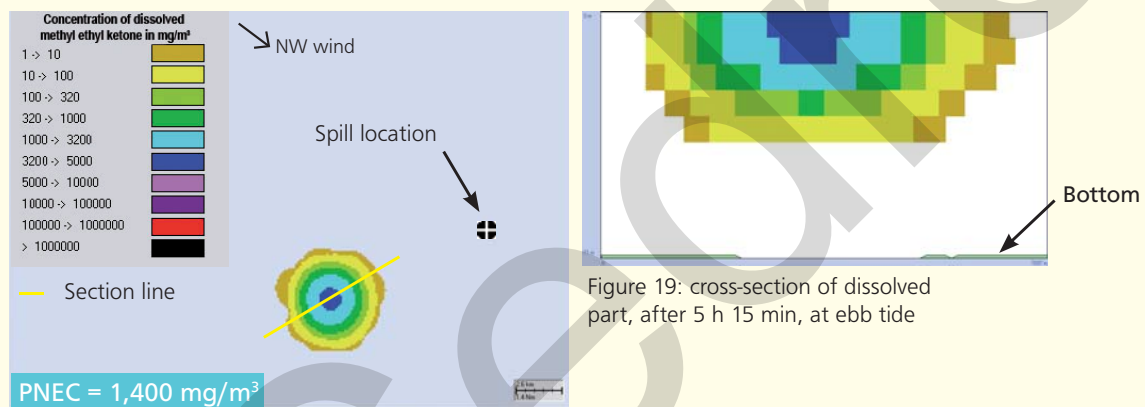 Concentration of dissolved
methyl ethyl ketone in mg/m³
1 -> 10
10 -> 100
100 -> 320
320 -> 1000
1000 -> 3200
3200 -> 5000
5000 -> 10000
10000 -> 100000
100000 -> 1000000
> 1000000
NW wind
Spill location
Section line
PNEC = 1,400 mg/m³
Bottom
Figure 19: cross-section of dissolved
part, after 5 h 15 min, at ebb tide